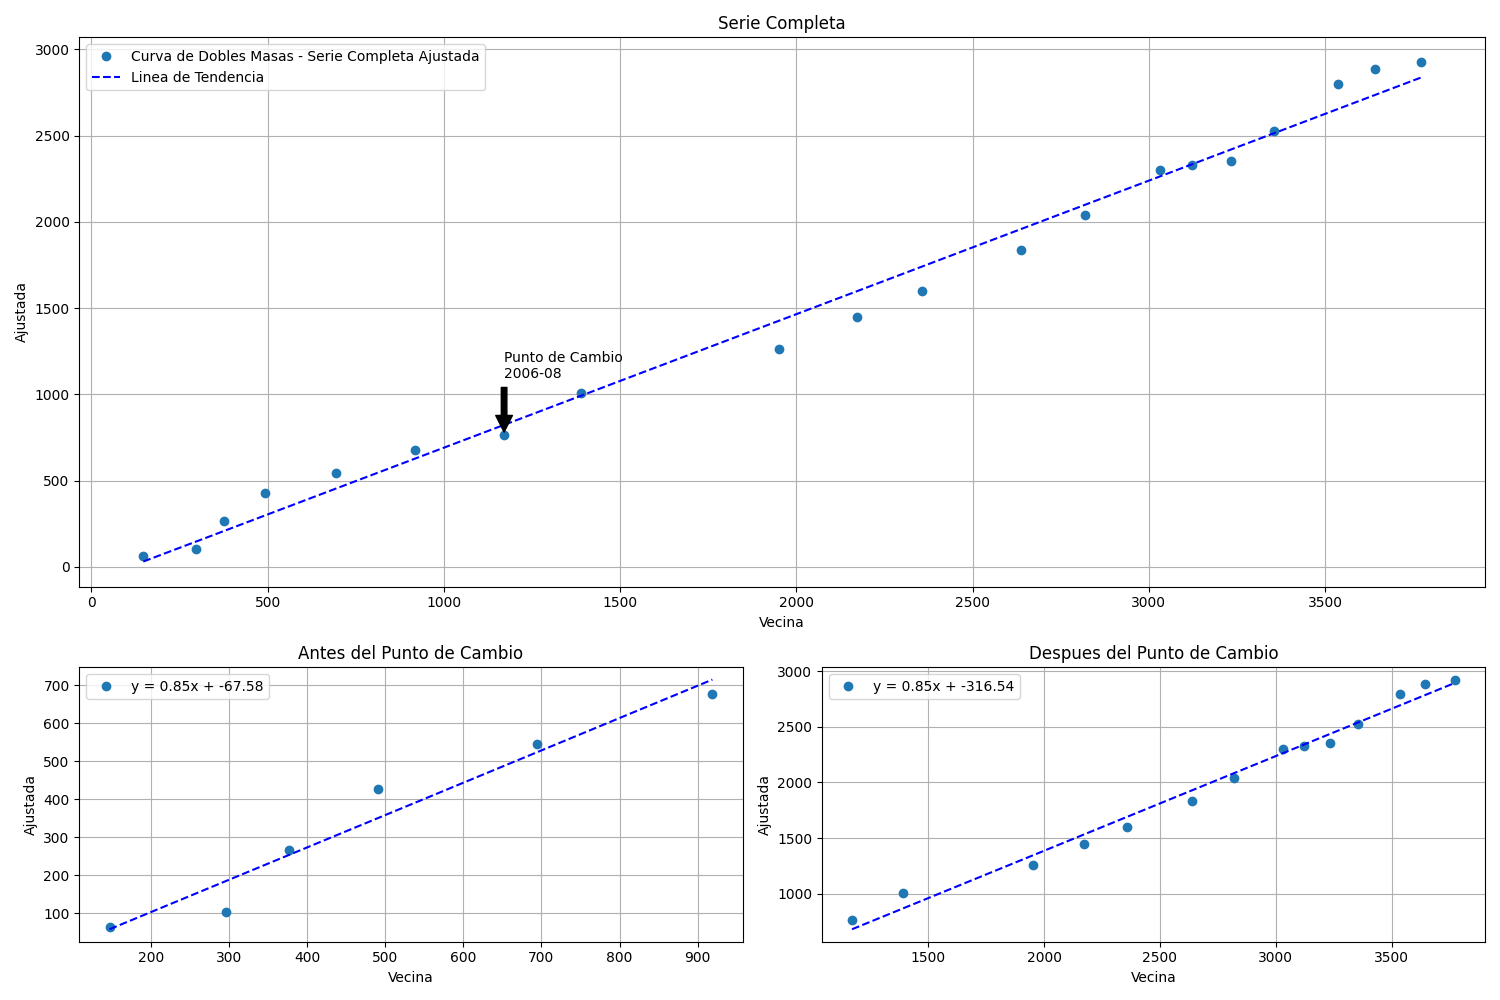 Serie Completa
Curva de Dobles Masas - Serie Completa Ajustada
Linea de Tendencia
3000
2500
2000
1500
1000
500
0
Ajustada
Punto de Cambio
2006-08
0
500
1000
1500
2000
2500
3000
3500
Vecina
Antes del Punto de Cambio
y = 0.85x + -67.58
700
600
500
400
300
200
100
Ajustada
200
300
400
500
600
700
800
900
Vecina
Despues del Punto de Cambio
y = 0.85x + -316.54
3000
2500
2000
1500
1000
Ajustada
1500
2000
2500
3000
3500
Vecina